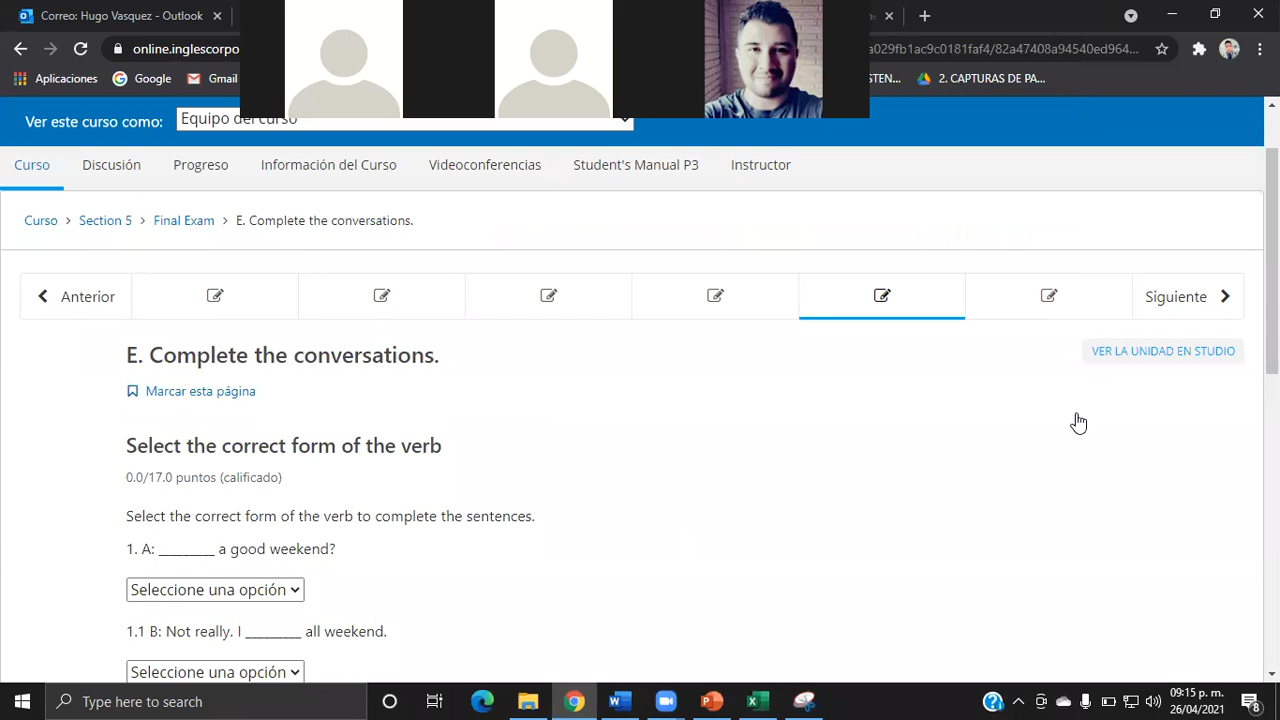 Correo: Hugo Vasquez - Outlook
online.inglescorpo
a029fb1ac9c0181faf4/82a47408a94540ed964...
Aplicaciones
Google
Gmail
STEN...
2. CAPTURAS DE PA...
Ver este curso como:
Equipo del curso
Curso
Discusión
Progreso
Información del Curso
Videoconferencias
Student's Manual P3
Instructor
Curso > Section 5 > Final Exam > E. Complete the conversations.
Anterior
Siguiente
E. Complete the conversations.
VER LA UNIDAD EN STUDIO
Marcar esta página
Select the correct form of the verb
0.0/17.0 puntos (calificado)
Select the correct form of the verb to complete the sentences.
1. A: _________ a good weekend?
Seleccione una opción
1.1 B: Not really. I _________ all weekend.
Seleccione una opción
Type here to search
09:15 p. m.
26/04/2021
8